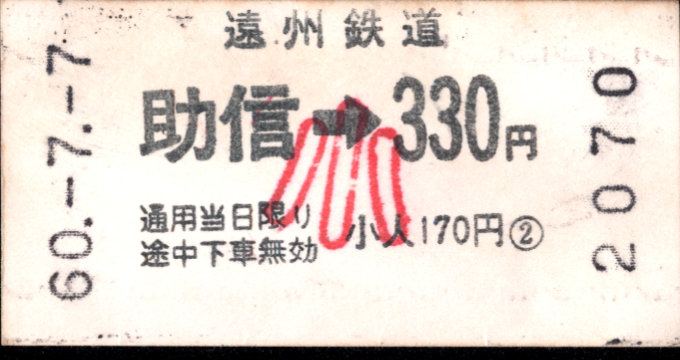 遠州鉄道
60.-7.-7
助信➡330円
小
通用当日限り
途中下車無効
小人170円②
2070